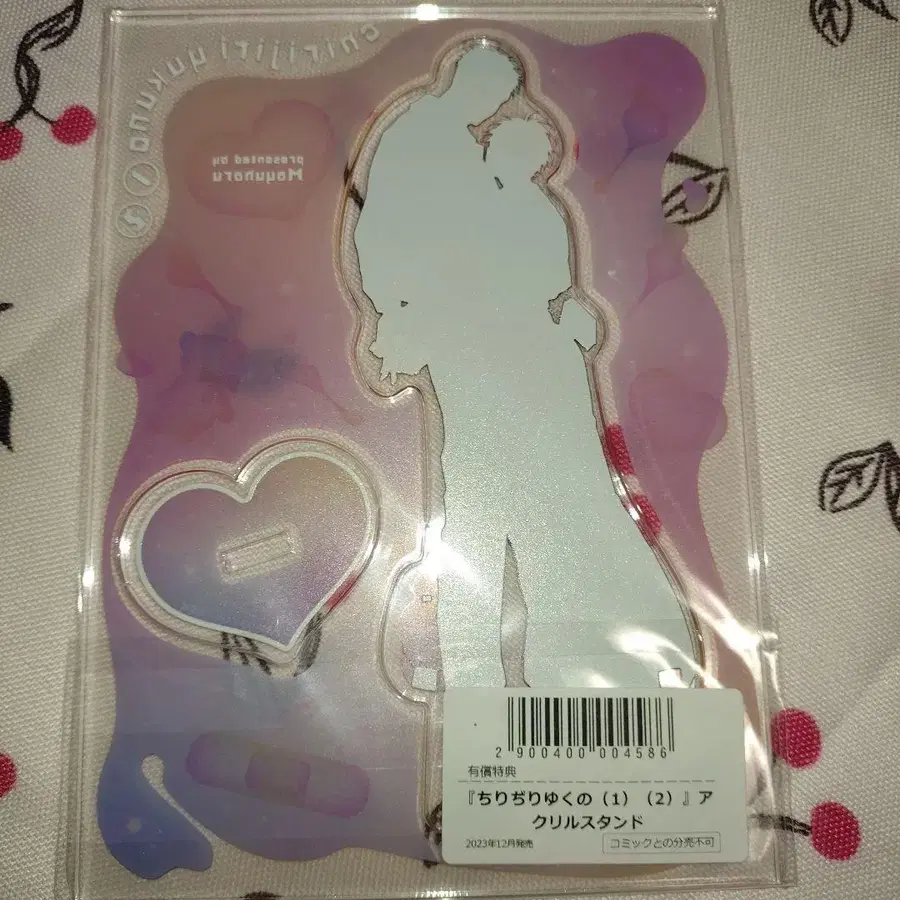 chirijiri yukuno ① ②
presented by
Mayuharu
2 900400 004586
有償特典
『ちりぢりゆくの（1）（2）』ア
クリルスタンド
2023年12月発売
コミックとの分売不可